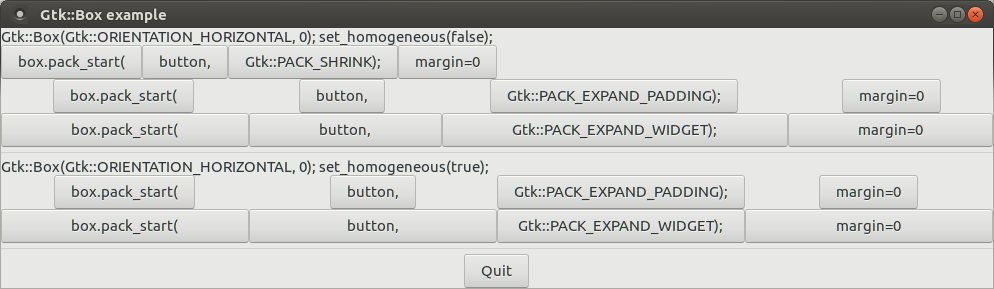 Gtk::Box example
Gtk::Box(Gtk::ORIENTATION_HORIZONTAL, 0); set_homogeneous(false);
box.pack_start( button, Gtk::PACK_SHRINK); margin=0
box.pack_start( button, Gtk::PACK_EXPAND_PADDING); margin=0
box.pack_start( button, Gtk::PACK_EXPAND_WIDGET); margin=0
Gtk::Box(Gtk::ORIENTATION_HORIZONTAL, 0); set_homogeneous(true);
box.pack_start( button, Gtk::PACK_EXPAND_PADDING); margin=0
box.pack_start( button, Gtk::PACK_EXPAND_WIDGET); margin=0
Quit